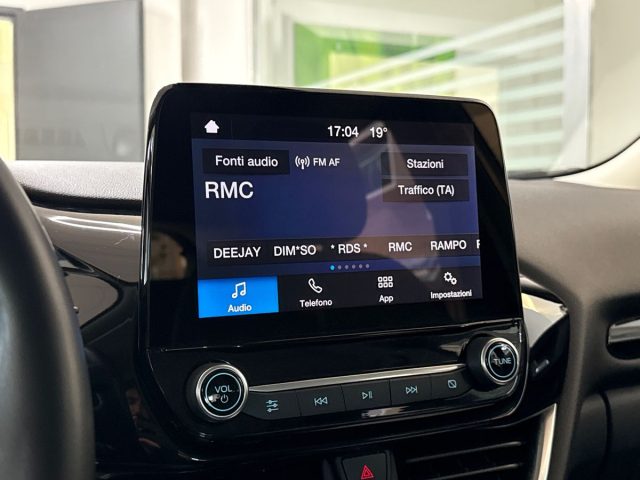 17:04 19°
Fonti audio FM AF Stazioni
RMC Traffico (TA)
DEEJAY DIM*SO * RDS * RMC RAMPO
Audio Telefono App Impostazioni
VOL TUNE